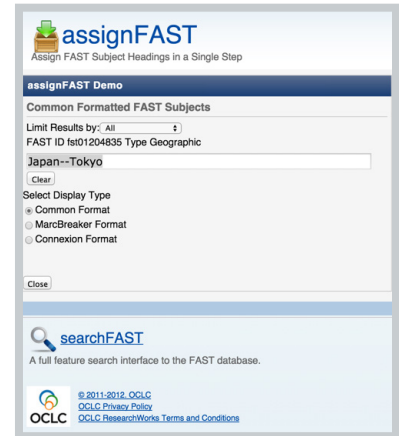 assignFAST
Assign FAST Subject Headings in a Single Step
assignFAST Demo
Common Formatted FAST Subjects
Limit Results by: All
FAST ID fst01204835 Type Geographic
Japan--Tokyo
Clear
Select Display Type
Common Format
MarcBreaker Format
Connexion Format
Close
searchFAST
A full feature search interface to the FAST database.
© 2011-2012, OCLC
OCLC Privacy Policy
OCLC ResearchWorks Terms and Conditions
OCLC